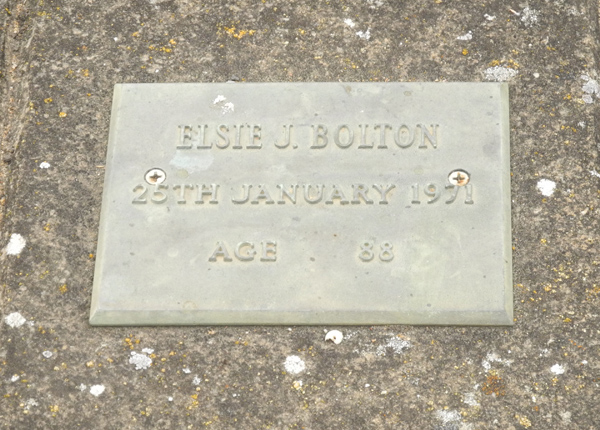 ELSIE J. BOLTON
25TH JANUARY 1971
AGE 88